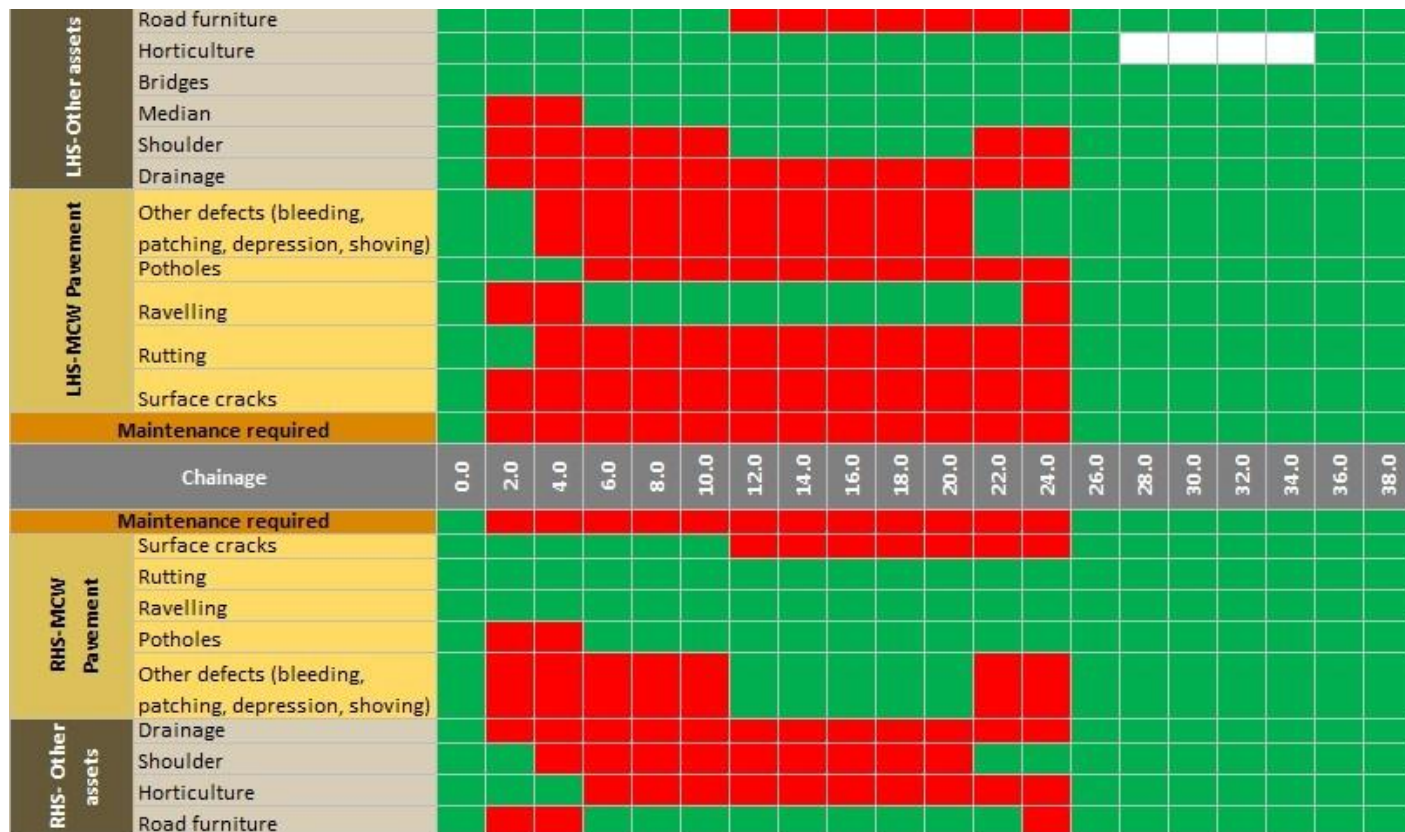 LHS-Other assets
Road furniture
Horticulture
Bridges
Median
Shoulder
Drainage
LHS-MCW Pavement
Other defects (bleeding,
patching, depression, shoving)
Potholes
Ravelling
Rutting
Surface cracks
Maintenance required
Chainage 0.0 2.0 4.0 6.0 8.0 10.0 12.0 14.0 16.0 18.0 20.0 22.0 24.0 26.0 28.0 30.0 32.0 34.0 36.0 38.0
Maintenance required
RHS-MCW
Pavement
Surface cracks
Rutting
Ravelling
Potholes
Other defects (bleeding,
patching, depression, shoving)
RHS- Other
assets
Drainage
Shoulder
Horticulture
Road furniture